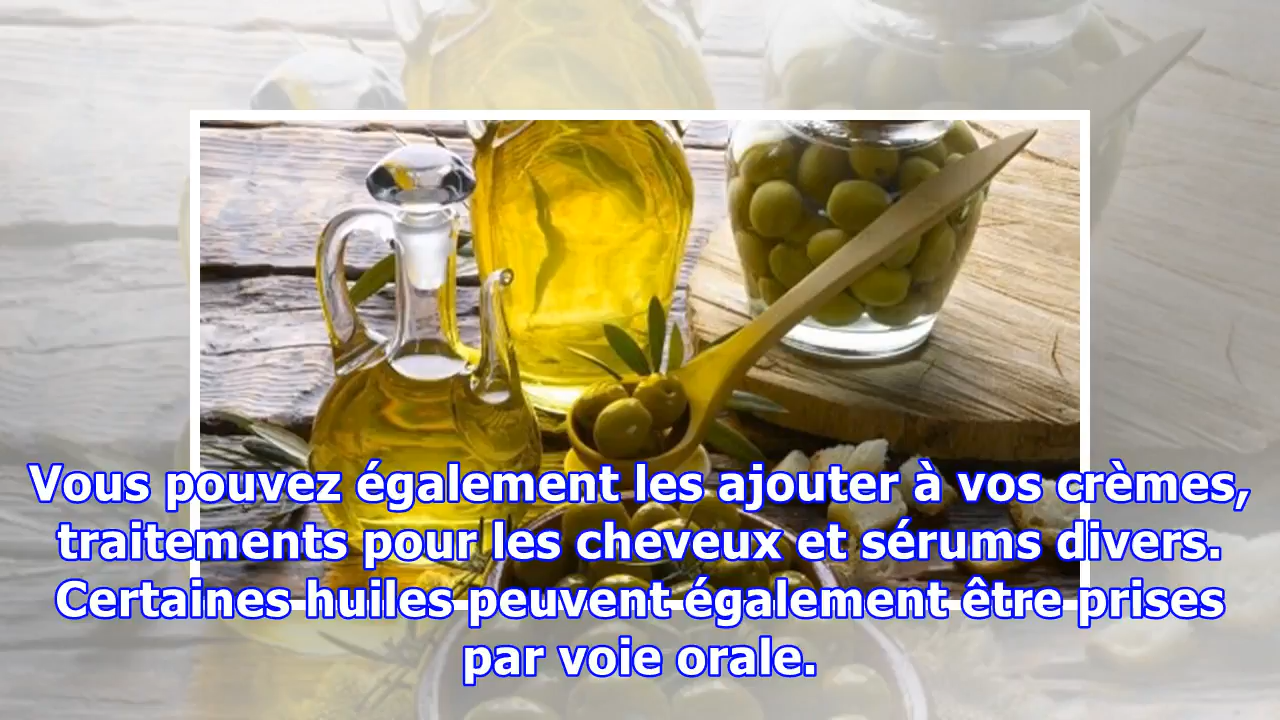 Vous pouvez également les ajouter à vos crèmes,
traitements pour les cheveux et sérums divers.
Certaines huiles peuvent également être prises
par voie orale.